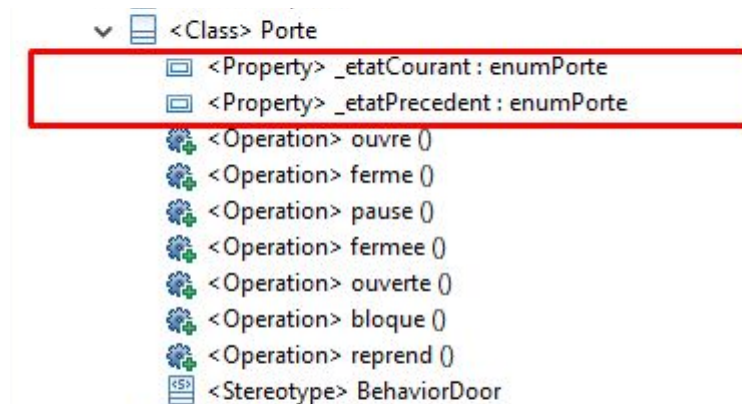 <Class> Porte
<Property> _etatCourant : enumPorte
<Property> _etatPrecedent : enumPorte
<Operation> ouvre ()
<Operation> ferme ()
<Operation> pause ()
<Operation> fermee ()
<Operation> ouverte ()
<Operation> bloque ()
<Operation> reprend ()
<Stereotype> BehaviorDoor